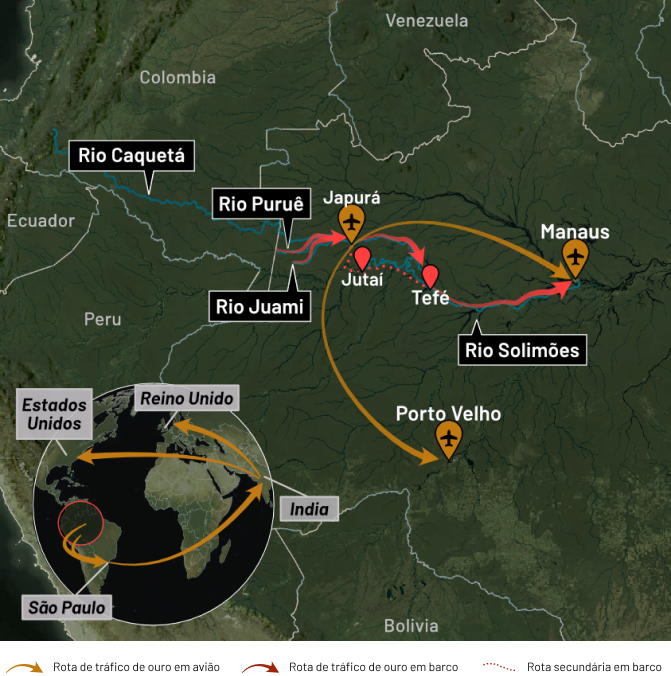 Venezuela
Colombia
Rio Caquetá
Rio Puruê
Japurá
Ecuador
Manaus
Jutaí
Tefé
Rio Juami
Peru
Rio Solimões
Estados
Unidos
Reino Unido
Porto Velho
India
São Paulo
Bolivia
Rota de tráfico de ouro em avião
Rota de tráfico de ouro em barco
Rota secundária em barco